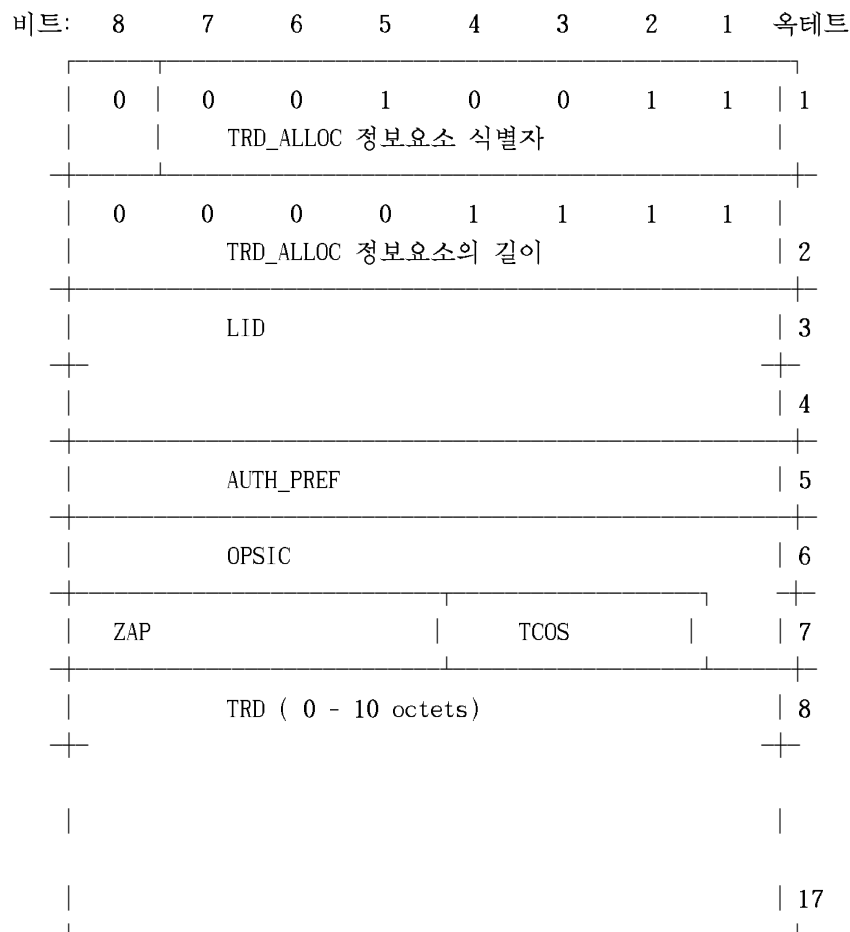 비트: 8 7 6 5 4 3 2 1 옥테트
0 0 0 1 0 0 1 1 1
TRD_ALLOC 정보요소 식별자
0 0 0 0 1 1 1 1
TRD_ALLOC 정보요소의 길이 2
LID 3
4
AUTH_PREF 5
OPSIC 6
ZAP TCOS 7
TRD ( 0 - 10 octets) 8
17